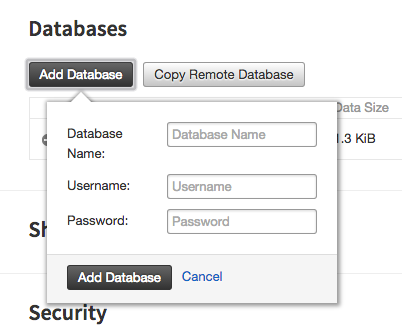 Databases
Add Database Copy Remote Database
Data Size
Database Name: Database Name
1.3 KiB
Username: Username
Password: Password
Sh
Add Database Cancel
Security